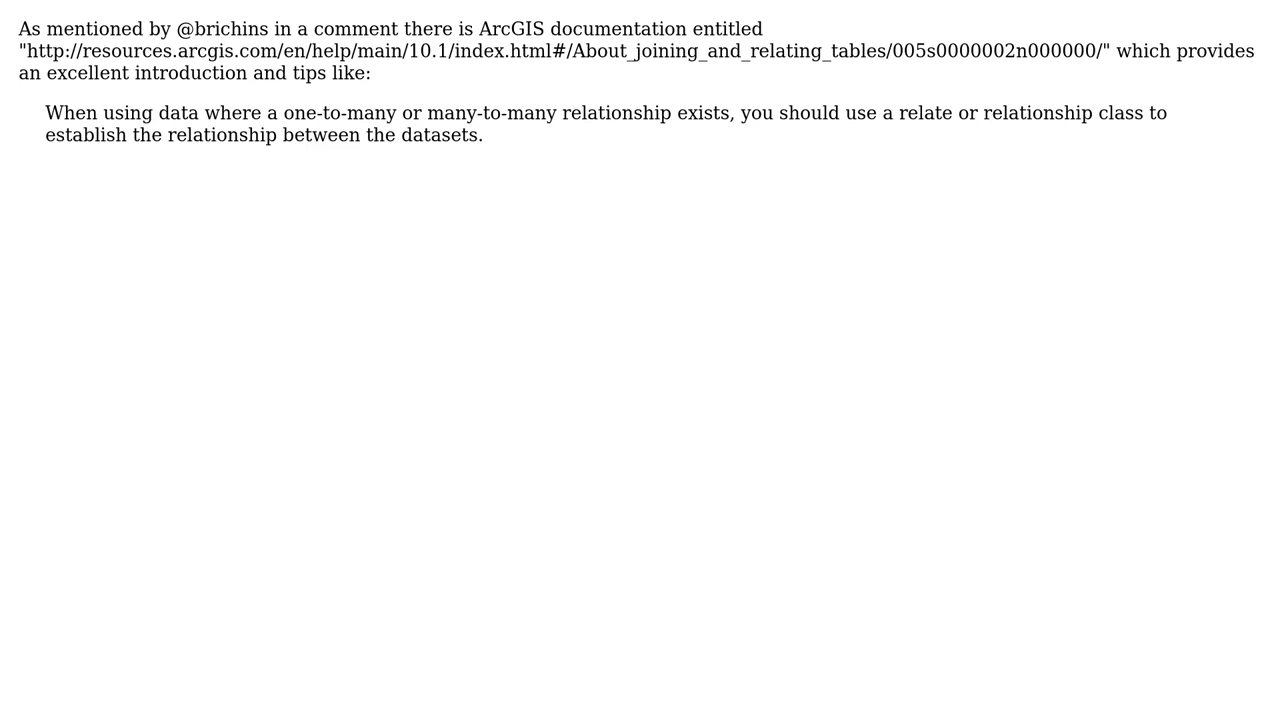 As mentioned by @brichins in a comment there is ArcGIS documentation entitled
"http://resources.arcgis.com/en/help/main/10.1/index.html#/About_joining_and_relating_tables/005s0000002n000000/" which provides
an excellent introduction and tips like:
When using data where a one-to-many or many-to-many relationship exists, you should use a relate or relationship class to
establish the relationship between the datasets.